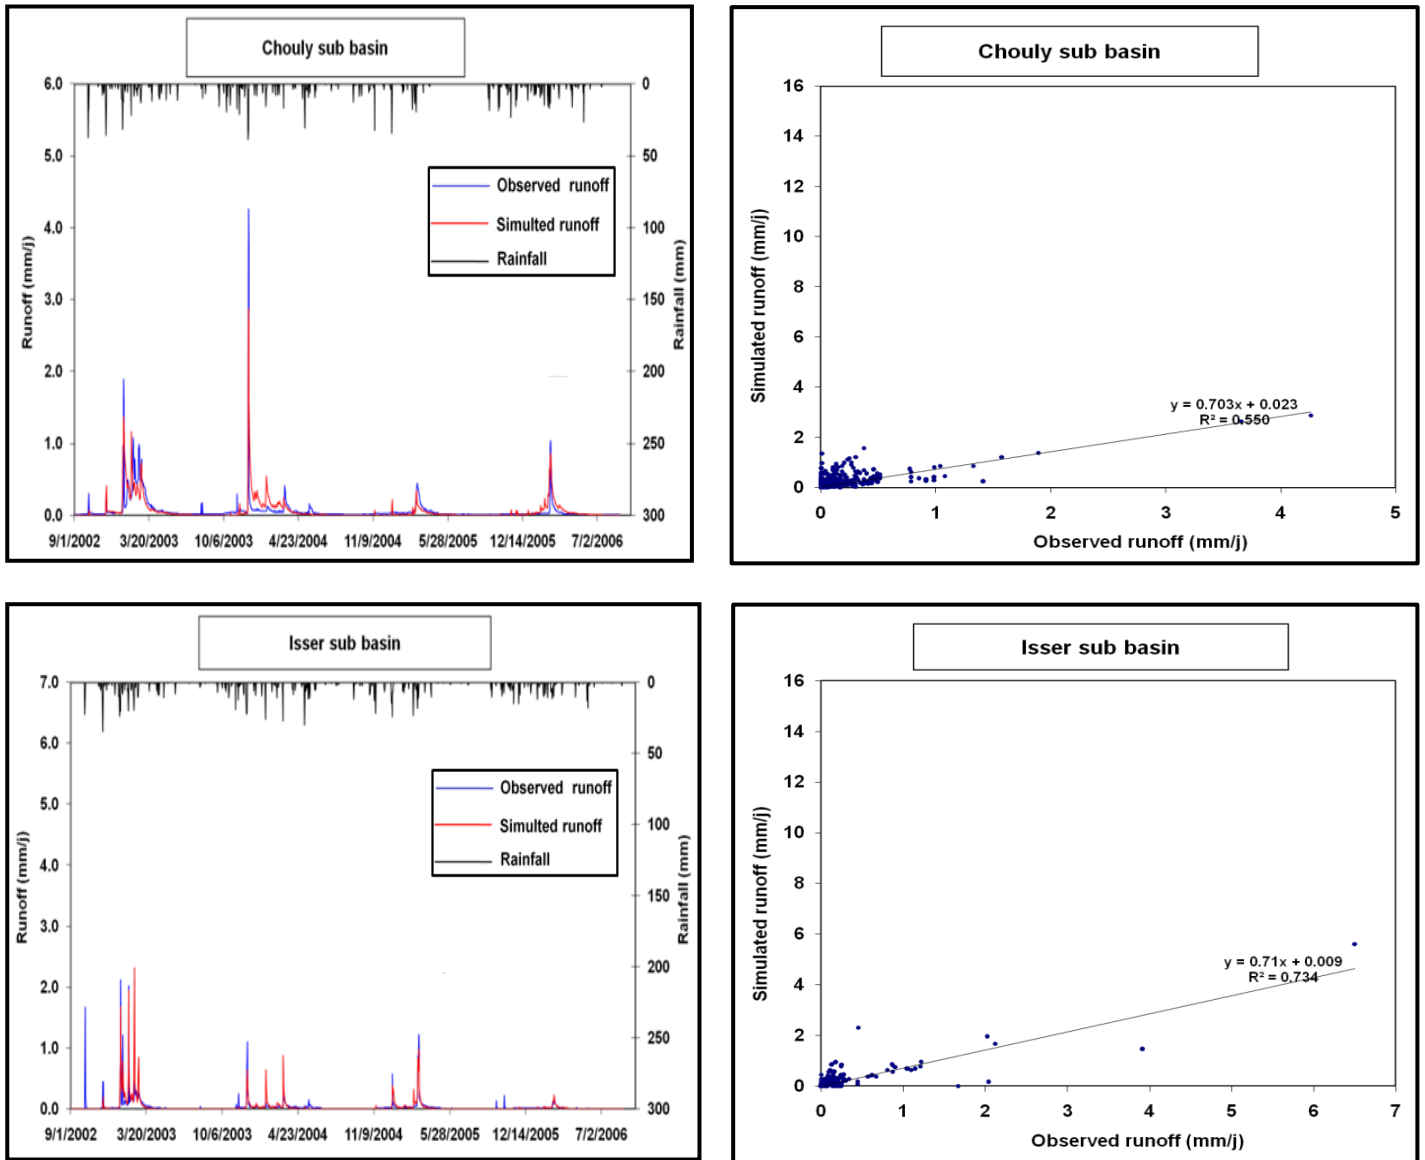 Chouly sub basin
6.0
5.0
4.0
3.0
2.0
1.0
0.0
Runoff (mm/j)
0
50
100
150
200
250
300
Rainfall (mm)
Observed runoff
Simulted runoff
Rainfall
9/1/2002 3/20/2003 10/6/2003 4/23/2004 11/9/2004 5/28/2005 12/14/2005 7/2/2006
Chouly sub basin
16
14
12
10
8
6
4
2
0
Simulated runoff (mm/j)
y = 0.703x + 0.023
R² = 0.550
0 1 2 3 4 5
Observed runoff (mm/j)
Isser sub basin
7.0
6.0
5.0
4.0
3.0
2.0
1.0
0.0
Runoff (mm/j)
0
50
100
150
200
250
300
Rainfall (mm)
Observed runoff
Simulted runoff
Rainfall
9/1/2002 3/20/2003 10/6/2003 4/23/2004 11/9/2004 5/28/2005 12/14/2005 7/2/2006
Isser sub basin
16
14
12
10
8
6
4
2
0
Simulated runoff (mm/j)
y = 0.71x + 0.009
R² = 0.734
0 1 2 3 4 5 6 7
Observed runoff (mm/j)